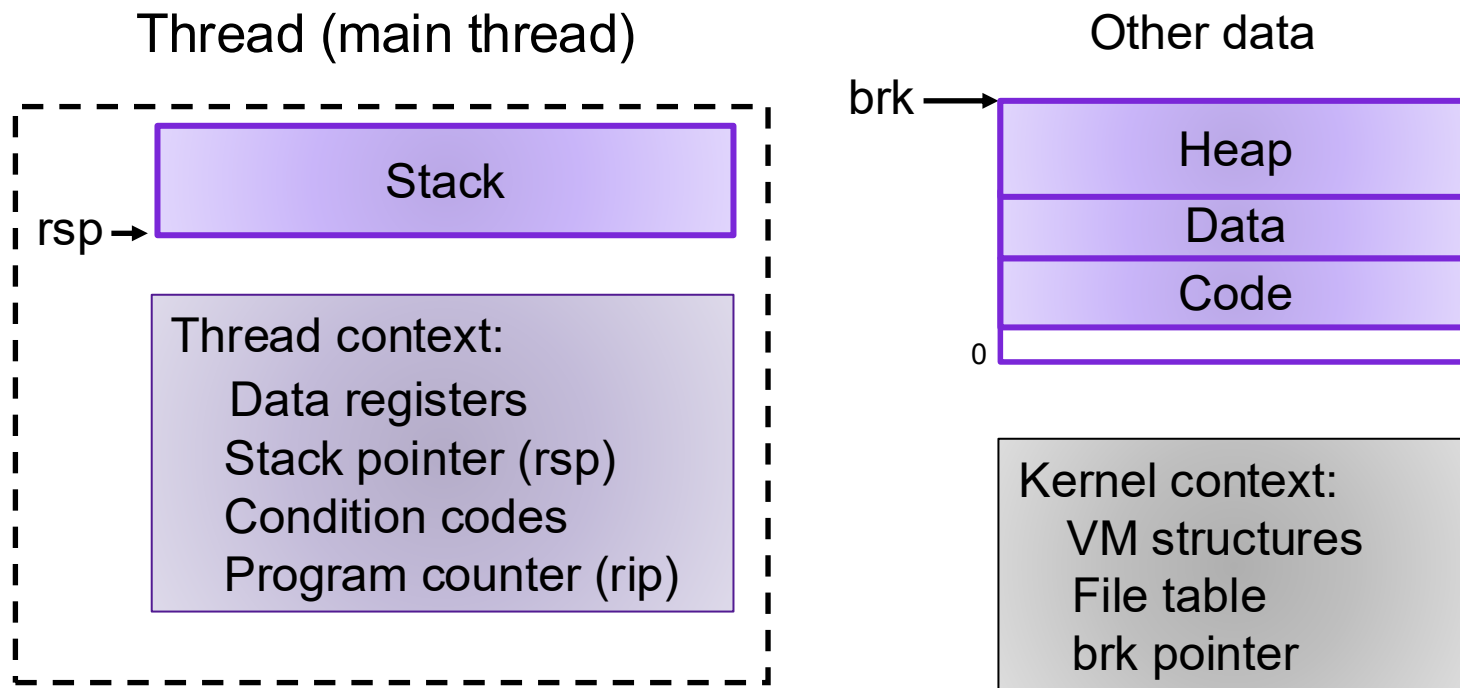 Thread (main thread)
Stack
rsp
Thread context:
Data registers
Stack pointer (rsp)
Condition codes
Program counter (rip)
Other data
brk
Heap
Data
Code
0
Kernel context:
VM structures
File table
brk pointer